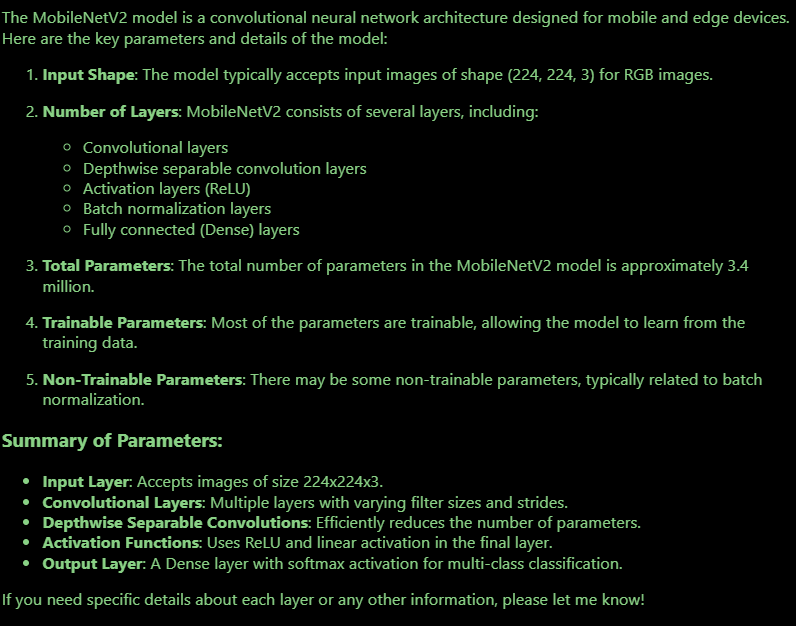 The MobileNetV2 model is a convolutional neural network architecture designed for mobile and edge devices.
Here are the key parameters and details of the model:
1. Input Shape: The model typically accepts input images of shape (224, 224, 3) for RGB images.
2. Number of Layers: MobileNetV2 consists of several layers, including:
○ Convolutional layers
○ Depthwise separable convolution layers
○ Activation layers (ReLU)
○ Batch normalization layers
○ Fully connected (Dense) layers
3. Total Parameters: The total number of parameters in the MobileNetV2 model is approximately 3.4
million.
4. Trainable Parameters: Most of the parameters are trainable, allowing the model to learn from the
training data.
5. Non-Trainable Parameters: There may be some non-trainable parameters, typically related to batch
normalization.
Summary of Parameters:
• Input Layer: Accepts images of size 224x224x3.
• Convolutional Layers: Multiple layers with varying filter sizes and strides.
• Depthwise Separable Convolutions: Efficiently reduces the number of parameters.
• Activation Functions: Uses ReLU and linear activation in the final layer.
• Output Layer: A Dense layer with softmax activation for multi-class classification.
If you need specific details about each layer or any other information, please let me know!